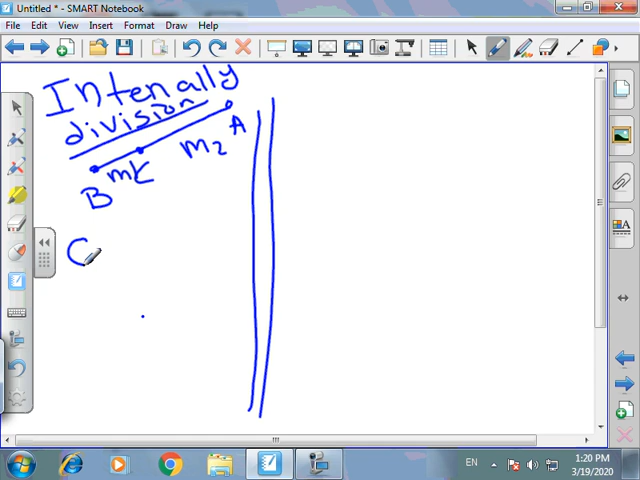 Untitled * - SMART Notebook
File Edit View Insert Format Tools Draw Help
Intenally
division
A
m2
C
B
C
EN
1:20 PM
3/19/2020